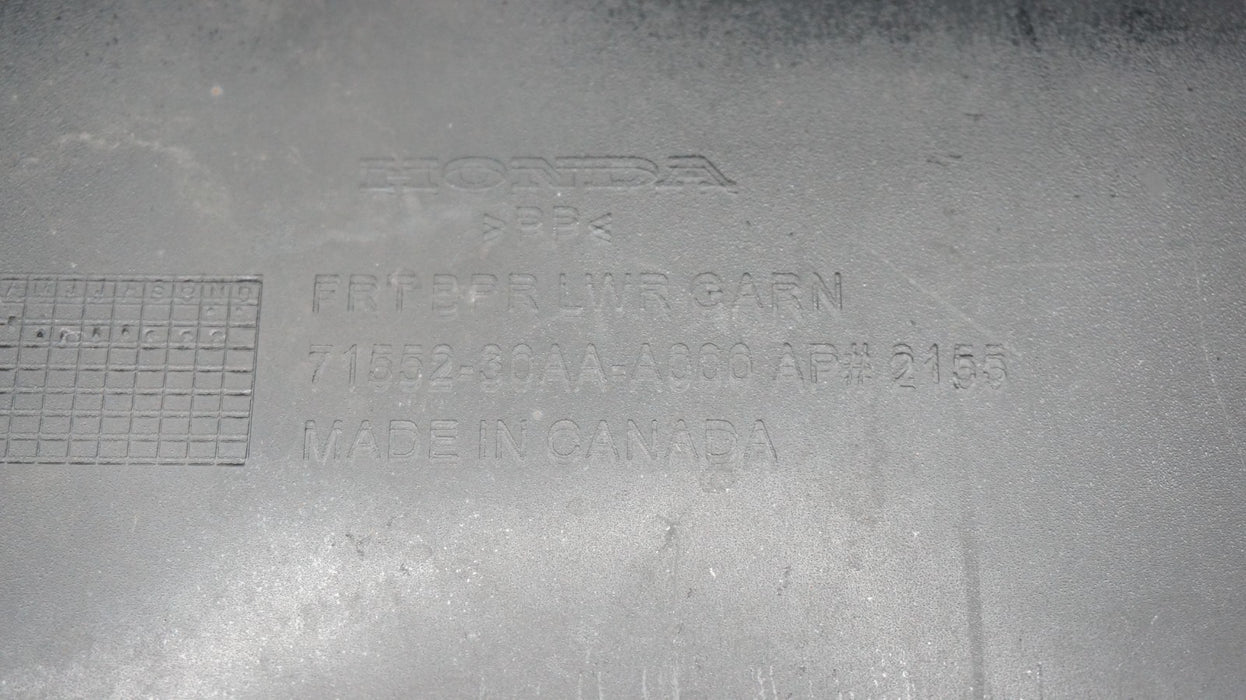 HONDA
>PP<
FRT BPR LWR GARN
M J J A S O N D
71552-30AA-A000 AP# 2155
MADE IN CANADA